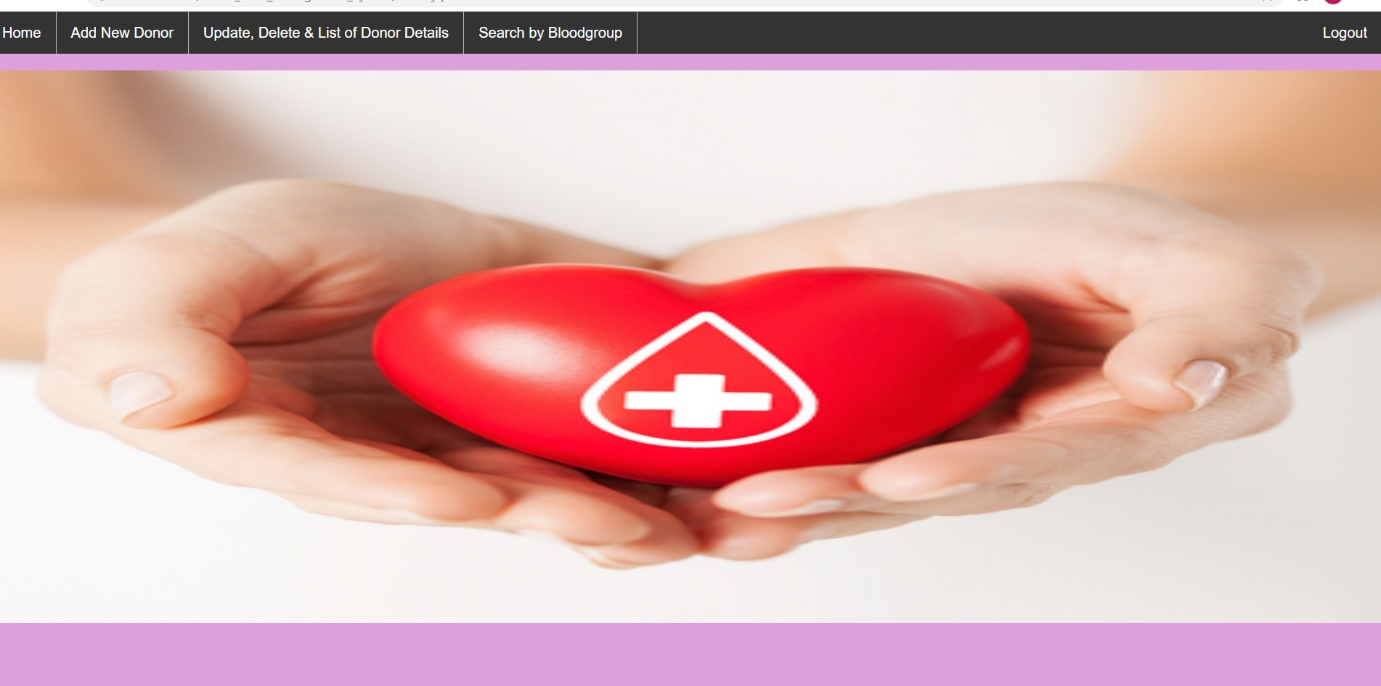 Home
Add New Donor
Update, Delete & List of Donor Details
Search by Bloodgroup
Logout